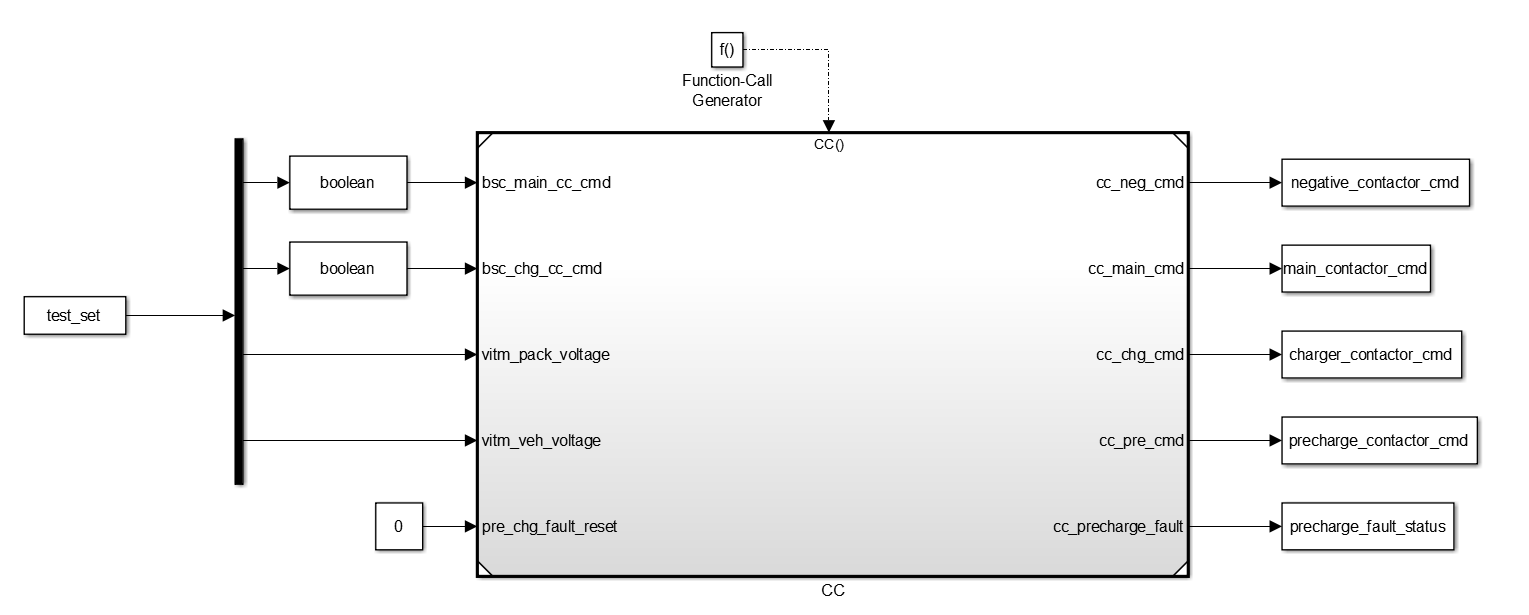 f()
Function-Call
Generator
CC()
boolean
bsc_main_cc_cmd
cc_neg_cmd
negative_contactor_cmd
boolean
bsc_chg_cc_cmd
cc_main_cmd
main_contactor_cmd
test_set
vitm_pack_voltage
cc_chg_cmd
charger_contactor_cmd
vitm_veh_voltage
cc_pre_cmd
precharge_contactor_cmd
0
pre_chg_fault_reset
cc_precharge_fault
precharge_fault_status
CC